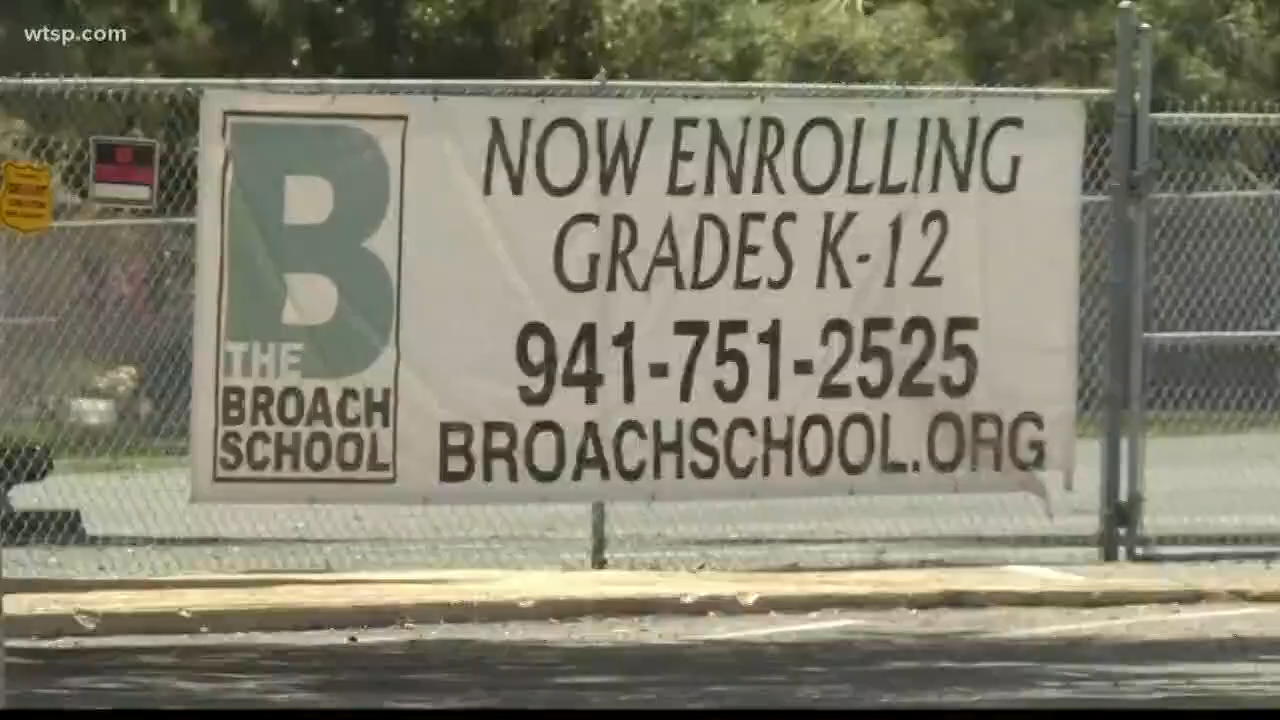 wtsp.com
NOW ENROLLING
GRADES K-12
941-751-2525
BROACHSCHOOL.ORG
B
THE
BROACH
SCHOOL